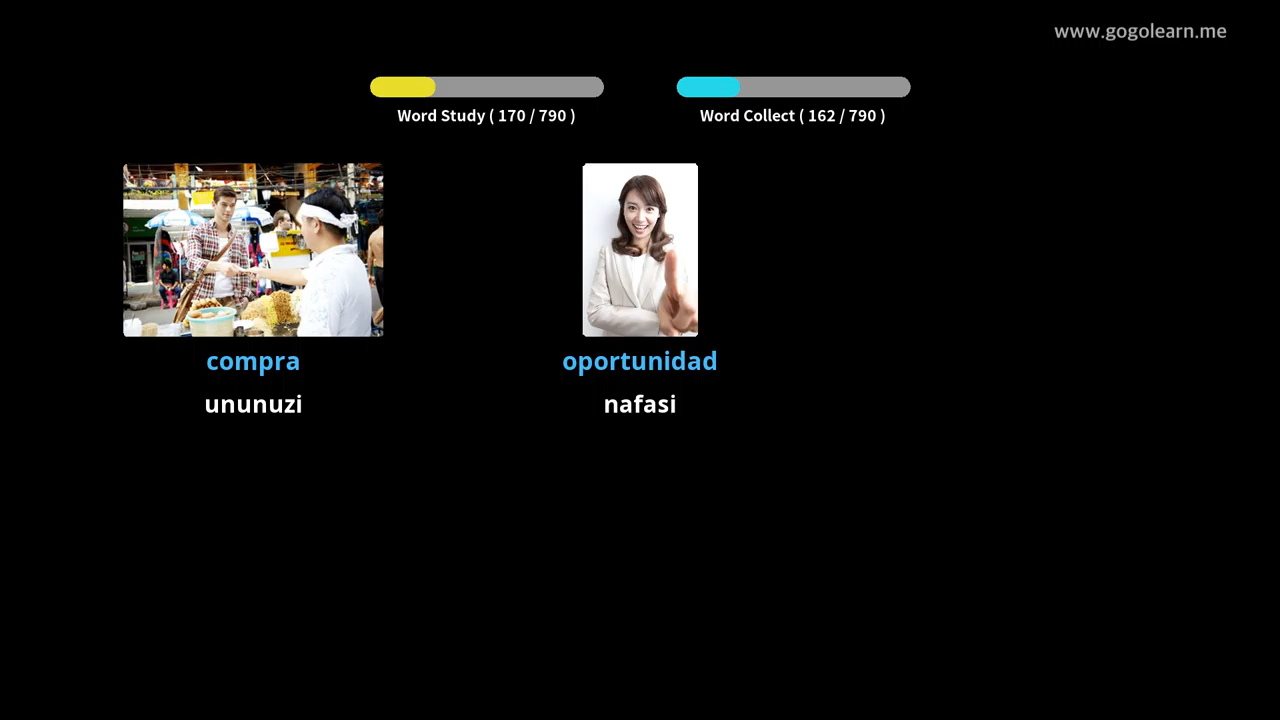 www.gogolearn.me
Word Study ( 170 / 790 )
Word Collect ( 162 / 790 )
compra
oportunidad
ununuzi
nafasi